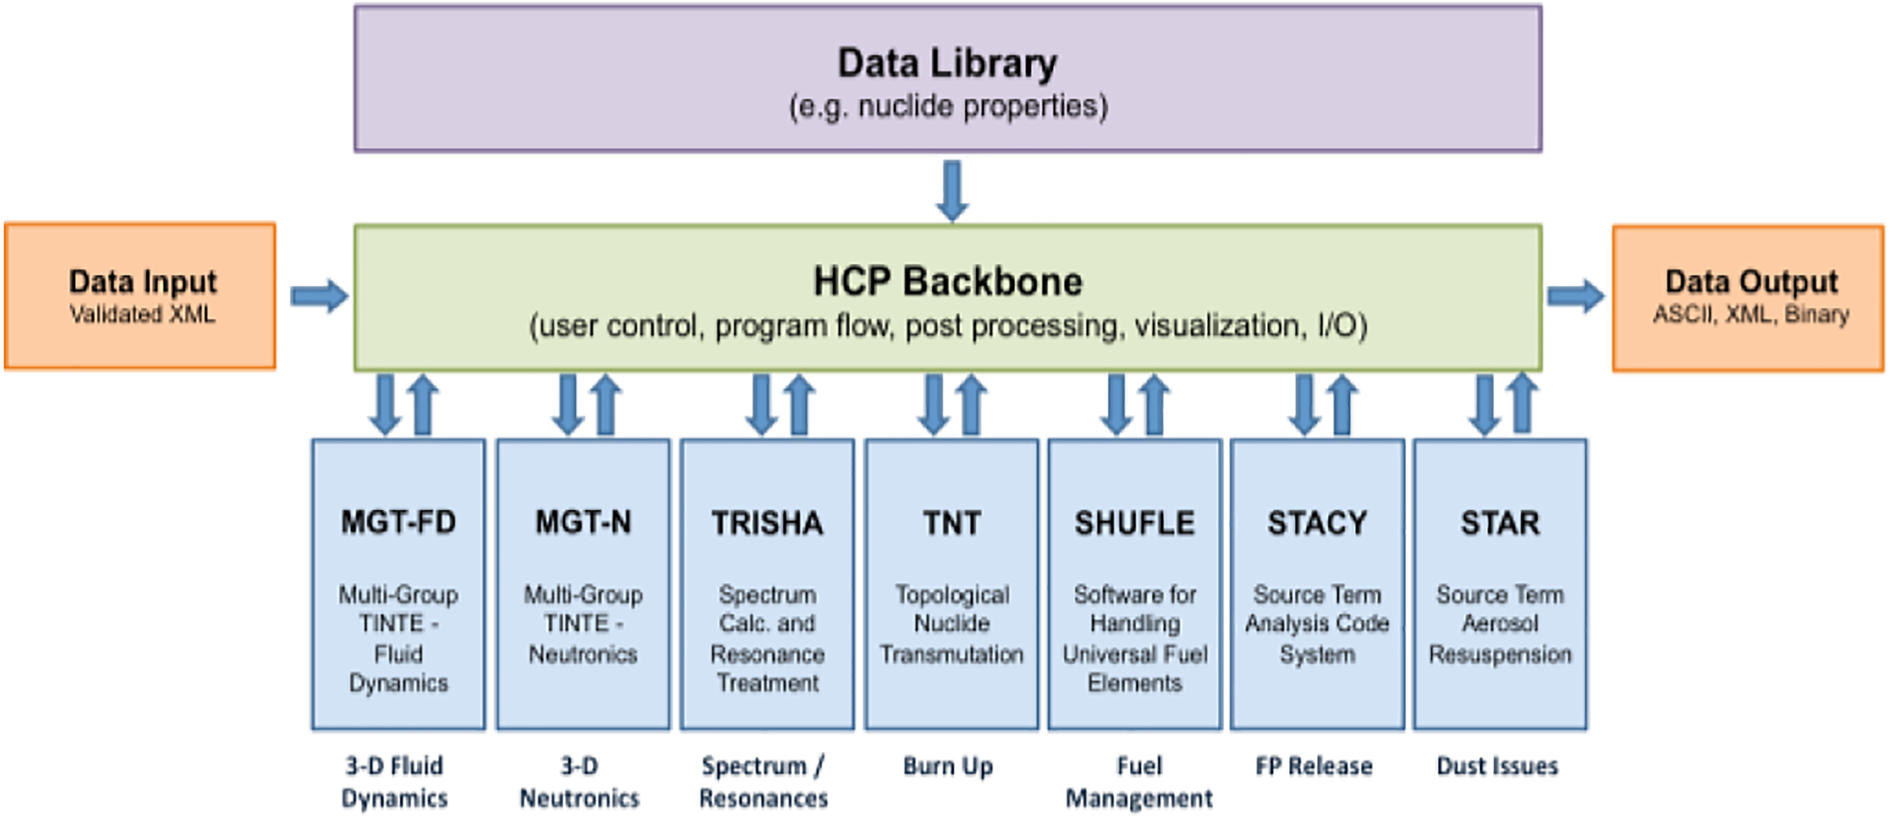 Data Library
(e.g. nuclide properties)
Data Input
Validated XML
HCP Backbone
(user control, program flow, post processing, visualization, I/O)
Data Output
ASCII, XML, Binary
MGT-FD
Multi-Group
TINTE -
Fluid
Dynamics
3-D Fluid
Dynamics
MGT-N
Multi-Group
TINTE -
Neutronics
3-D
Neutronics
TRISHA
Spectrum
Calc. and
Resonance
Treatment
Spectrum /
Resonances
TNT
Topological
Nuclide
Transmutation
Burn Up
SHUFLE
Software for
Handling
Universal Fuel
Elements
Fuel
Management
STACY
Source Term
Analysis Code
System
FP Release
STAR
Source Term
Aerosol
Resuspension
Dust Issues